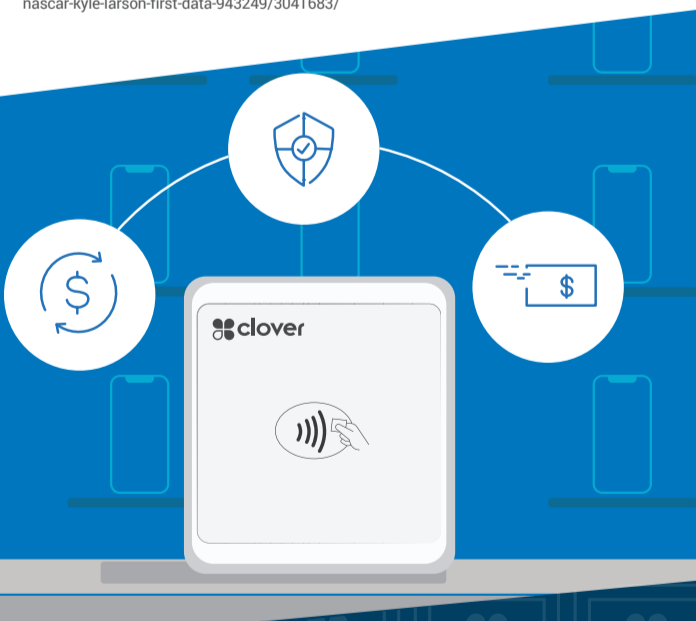 nascar-kyle-larson-first-data-943249/3041683/
$
$
clover